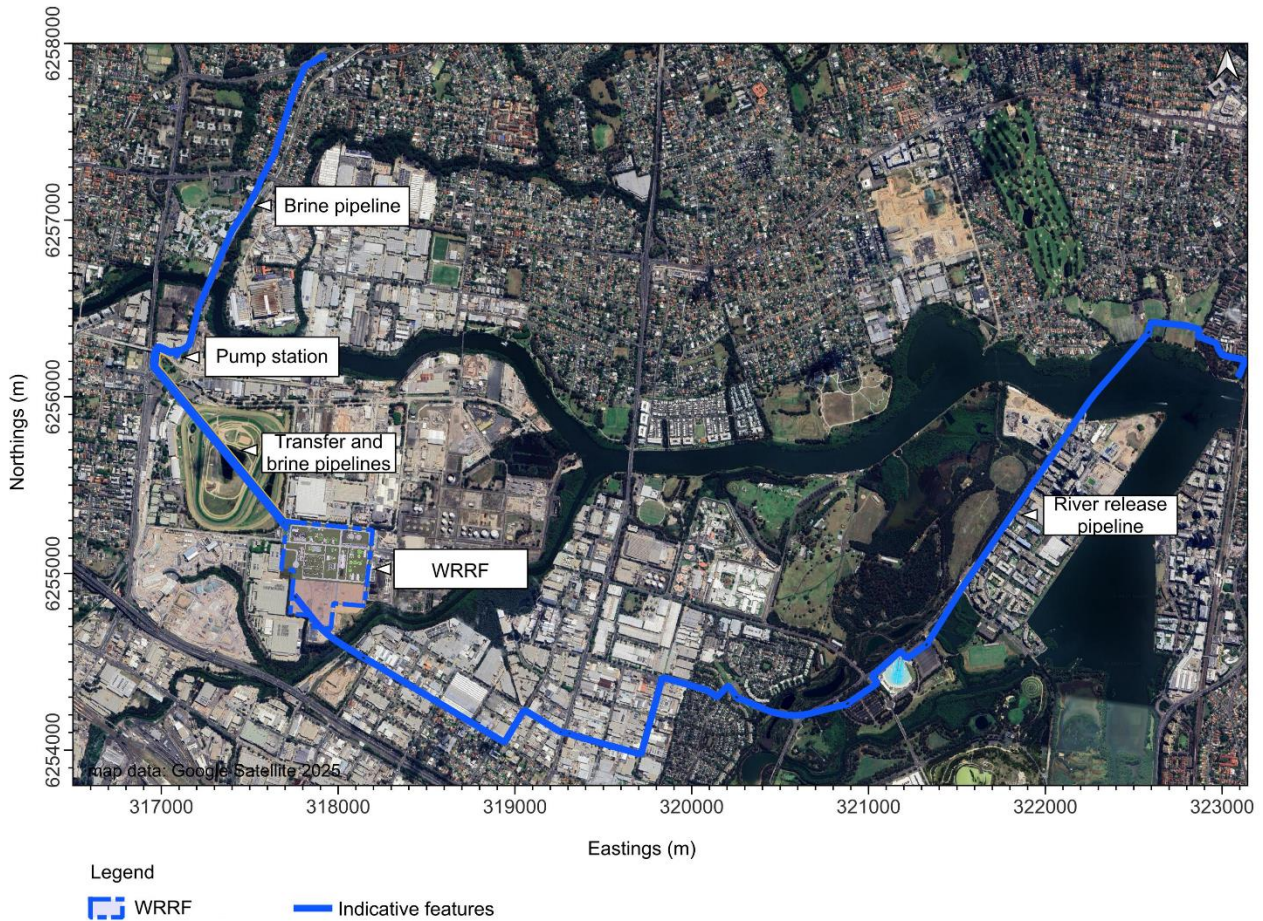 6258000
6257000
6256000
6255000
6254000
Northings (m)
Brine pipeline
Pump station
Transfer and
brine pipelines
WRRF
River release
pipeline
map data: Google Satellite 2025
317000
318000
319000
320000
321000
322000
323000
Eastings (m)
Legend
WRRF
Indicative features